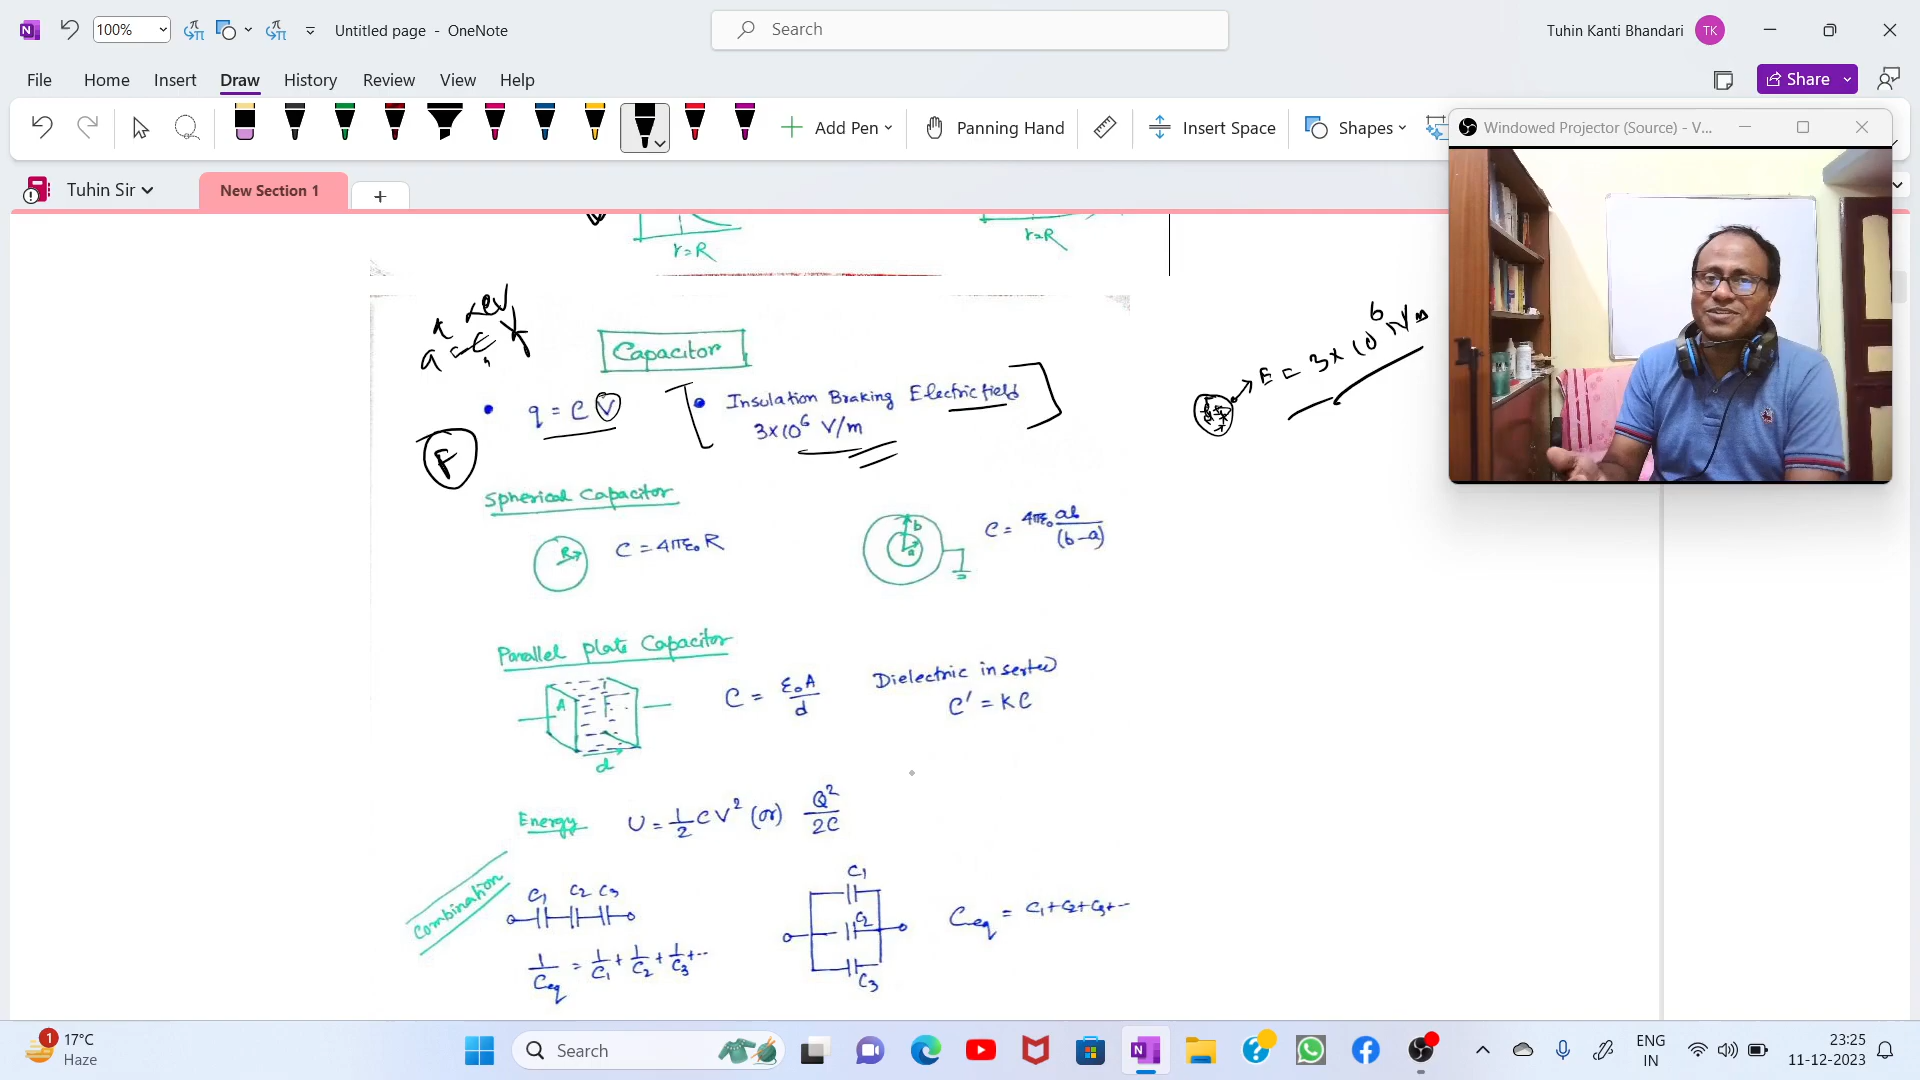 100%
Untitled page - OneNote
Search
Tuhin Kanti Bhandari
TK
File Home Insert Draw History Review View Help
Share
Add Pen
Panning Hand
Insert Space
Shapes
Windowed Projector (Source) - V...
Tuhin Sir
New Section 1
r=R
r=R
Capacitor
q = CV
Insulation Braking Electric field
3×10⁶ V/m
F
E = 3×10⁶ V/m
Spherical Capacitor
R
C = 4πε₀R
b
a
C = 4πε₀ ab/(b-a)
Parallel plate Capacitor
A
d
C = ε₀A/d
Dielectric inserted
C' = KC
Energy
U = 1/2 CV² (or) Q²/2C
Combination
C₁ C₂ C₃
1/Ceq = 1/C₁ + 1/C₂ + 1/C₃ + ...
C₁
C₂
C₃
Ceq = C₁+C₂+C₃+...
1
17°C
Haze
Search
ENG
IN
23:25
11-12-2023